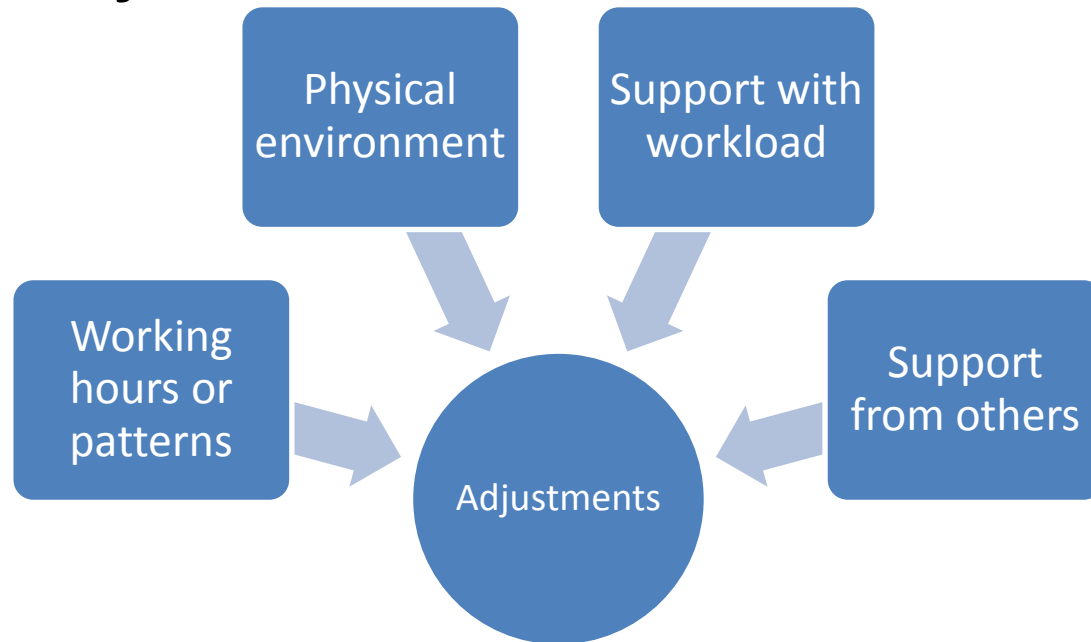 Physical
environment
Support with
workload
Working
hours or
patterns
Support
from others
Adjustments